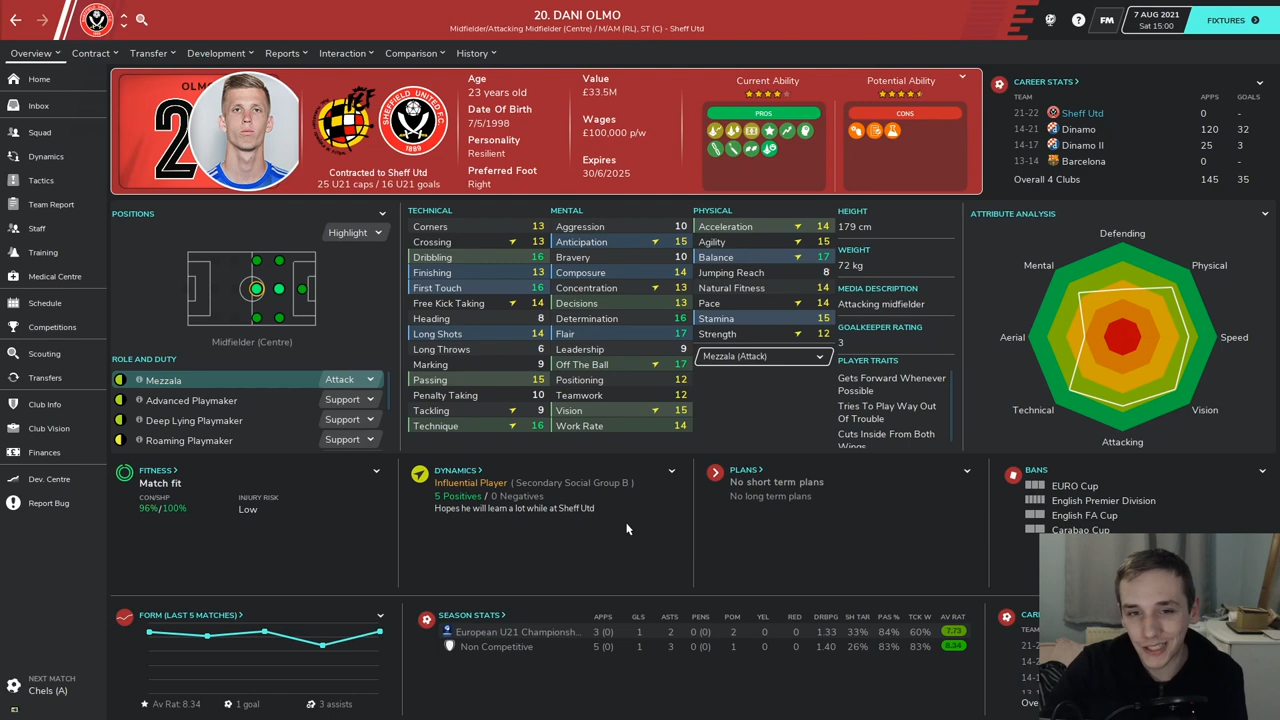 20. DANI OLMO
Midfielder/Attacking Midfielder (Centre) / M/AM (RL), ST (C) - Sheff Utd
FM
7 AUG 2021
Sat 15:00
FIXTURES
Overview Contract Transfer Development Reports Interaction Comparison History
Home
Inbox
Squad
Dynamics
Tactics
Team Report
Staff
Training
Medical Centre
Schedule
Competitions
Scouting
Transfers
Club Info
Club Vision
Finances
Dev. Centre
Report Bug
NEXT MATCH
Chels (A)
OLMO
2
SHEFFIELD UNITED F.C.
1889
Contracted to Sheff Utd
25 U21 caps / 16 U21 goals
Age
23 years old
Date Of Birth
7/5/1998
Personality
Resilient
Preferred Foot
Right
Value
£33.5M
Wages
£100,000 p/w
Expires
30/6/2025
Current Ability
PROS
Potential Ability
CONS
CAREER STATS >
TEAM APPS GOALS
21-22 Sheff Utd 0 -
14-21 Dinamo 120 32
14-17 Dinamo II 25 3
13-14 Barcelona 0 -
Overall 4 Clubs 145 35
POSITIONS
Highlight
Midfielder (Centre)
ROLE AND DUTY
Mezzala Attack
Advanced Playmaker Support
Deep Lying Playmaker Support
Roaming Playmaker Support
TECHNICAL
Corners 13
Crossing 13
Dribbling 16
Finishing 13
First Touch 16
Free Kick Taking 14
Heading 8
Long Shots 14
Long Throws 6
Marking 9
Passing 15
Penalty Taking 10
Tackling 9
Technique 16
MENTAL
Aggression 10
Anticipation 15
Bravery 10
Composure 14
Concentration 13
Decisions 13
Determination 16
Flair 17
Leadership 9
Off The Ball 17
Positioning 12
Teamwork 12
Vision 15
Work Rate 14
PHYSICAL
Acceleration 14
Agility 15
Balance 17
Jumping Reach 8
Natural Fitness 14
Pace 14
Stamina 15
Strength 12
Mezzala (Attack)
HEIGHT
179 cm
WEIGHT
72 kg
MEDIA DESCRIPTION
Attacking midfielder
GOALKEEPER RATING
3
PLAYER TRAITS
Gets Forward Whenever
Possible
Tries To Play Way Out
Of Trouble
Cuts Inside From Both
Wings
ATTRIBUTE ANALYSIS
Defending
Mental
Physical
Aerial
Speed
Technical
Vision
Attacking
FITNESS >
Match fit
CON/SHP
96%/100%
INJURY RISK
Low
DYNAMICS >
Influential Player ( Secondary Social Group B )
5 Positives / 0 Negatives
Hopes he will learn a lot while at Sheff Utd
PLANS >
No short term plans
No long term plans
BANS
EURO Cup
English Premier Division
English FA Cup
Carabao Cup
FORM (LAST 5 MATCHES) >
Av Rat: 8.34 1 goal 3 assists
SEASON STATS >
APPS GLS ASTS PENS POM YEL RED DRBPG SH TAR PAS % TCK W AV RAT
European U21 Championsh... 3 (0) 1 2 0 (0) 2 0 0 1.33 33% 84% 60% 7.73
Non Competitive 5 (0) 1 3 0 (0) 1 0 0 1.40 26% 83% 83% 8.34
TEAM
21-2
14-2
14-1